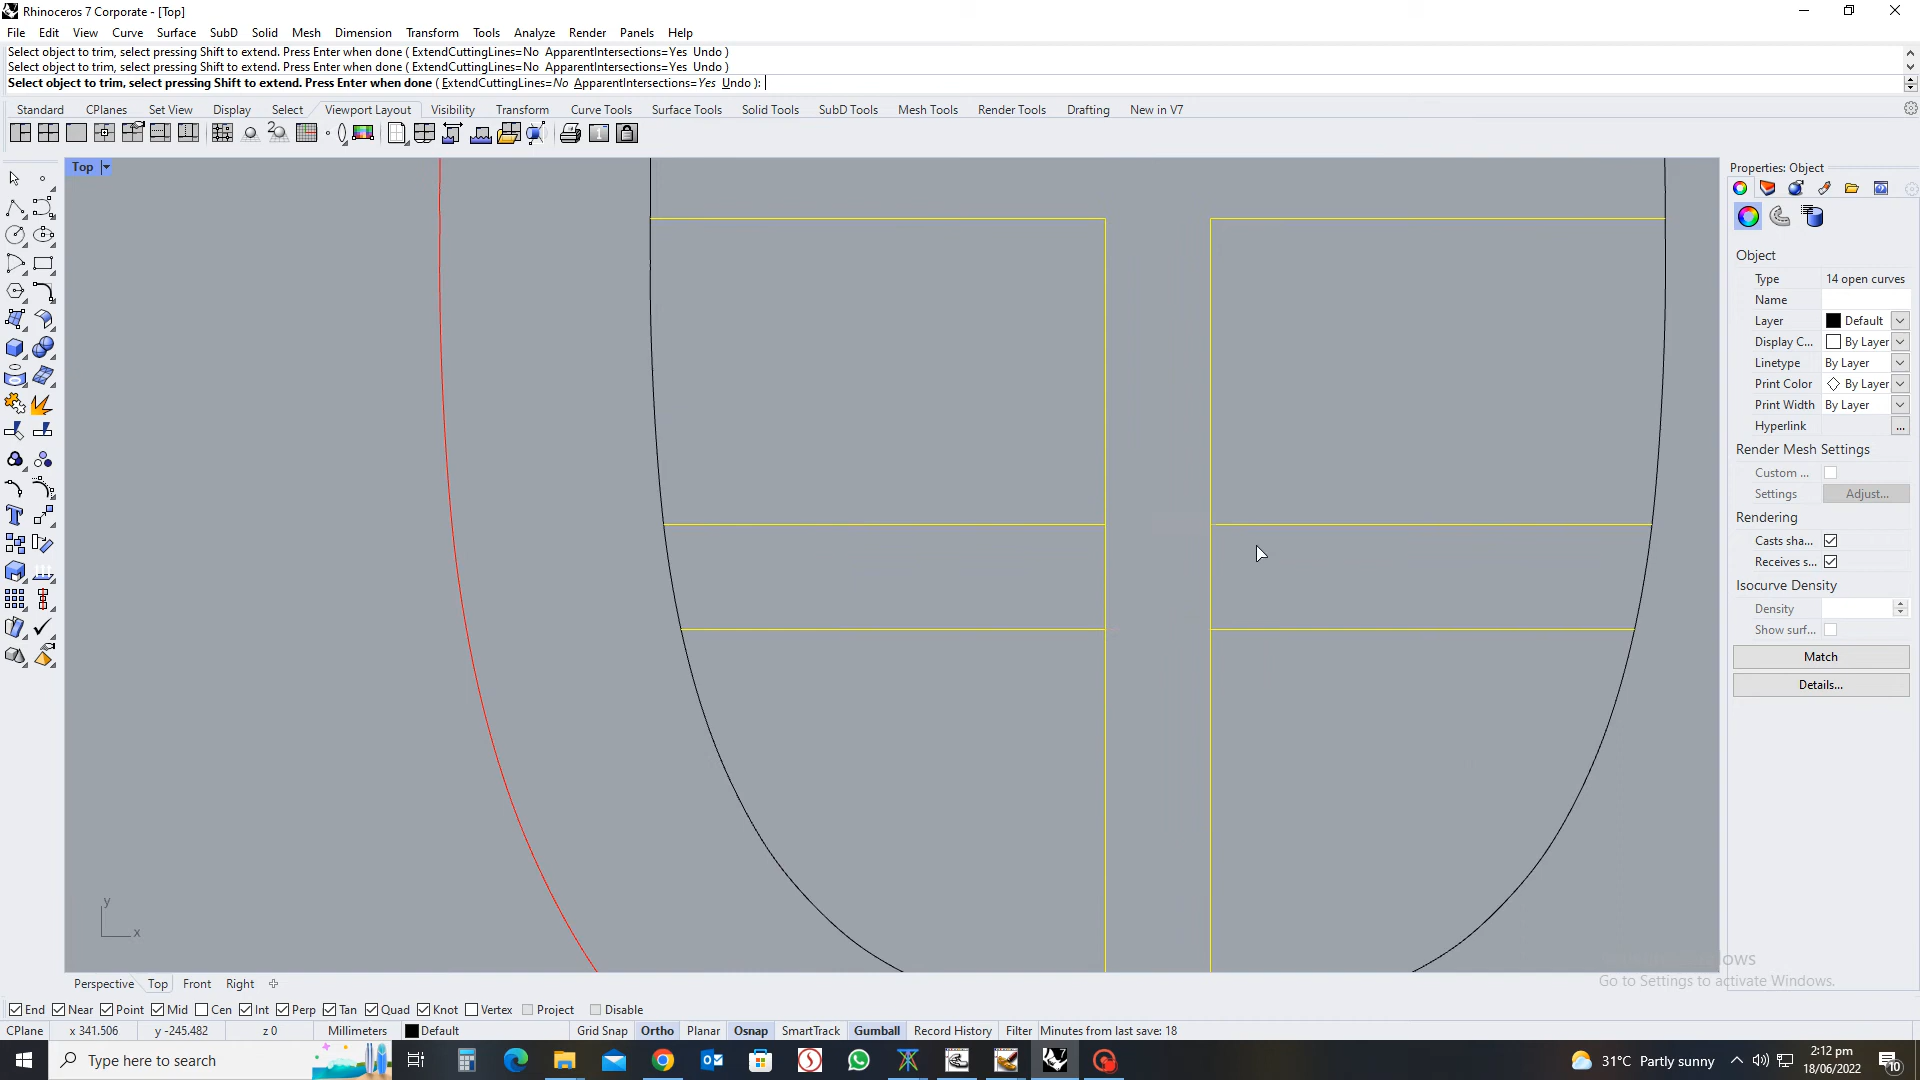 Rhinoceros 7 Corporate - [Top]
File Edit View Curve Surface SubD Solid Mesh Dimension Transform Tools Analyze Render Panels Help
Select object to trim, select pressing Shift to extend. Press Enter when done ( ExtendCuttingLines=No ApparentIntersections=Yes Undo )
Select object to trim, select pressing Shift to extend. Press Enter when done ( ExtendCuttingLines=No ApparentIntersections=Yes Undo )
Select object to trim, select pressing Shift to extend. Press Enter when done ( ExtendCuttingLines=No ApparentIntersections=Yes Undo ):
Standard CPlanes Set View Display Select Viewport Layout Visibility Transform Curve Tools Surface Tools Solid Tools SubD Tools Mesh Tools Render Tools Drafting New in V7
Top
Properties: Object
Object
Type 14 open curves
Name
Layer Default
Display C... By Layer
Linetype By Layer
Print Color By Layer
Print Width By Layer
Hyperlink ...
Render Mesh Settings
Custom ...
Settings Adjust...
Rendering
Casts sha...
Receives s...
Isocurve Density
Density
Show surf...
Match
Details...
y
x
Go to Settings to activate Windows.
Perspective Top Front Right
End Near Point Mid Cen Int Perp Tan Quad Knot Vertex Project Disable
CPlane x 341.506 y -245.482 z 0 Millimeters Default Grid Snap Ortho Planar Osnap SmartTrack Gumball Record History Filter Minutes from last save: 18
Type here to search
31°C Partly sunny
2:12 pm
18/06/2022
10